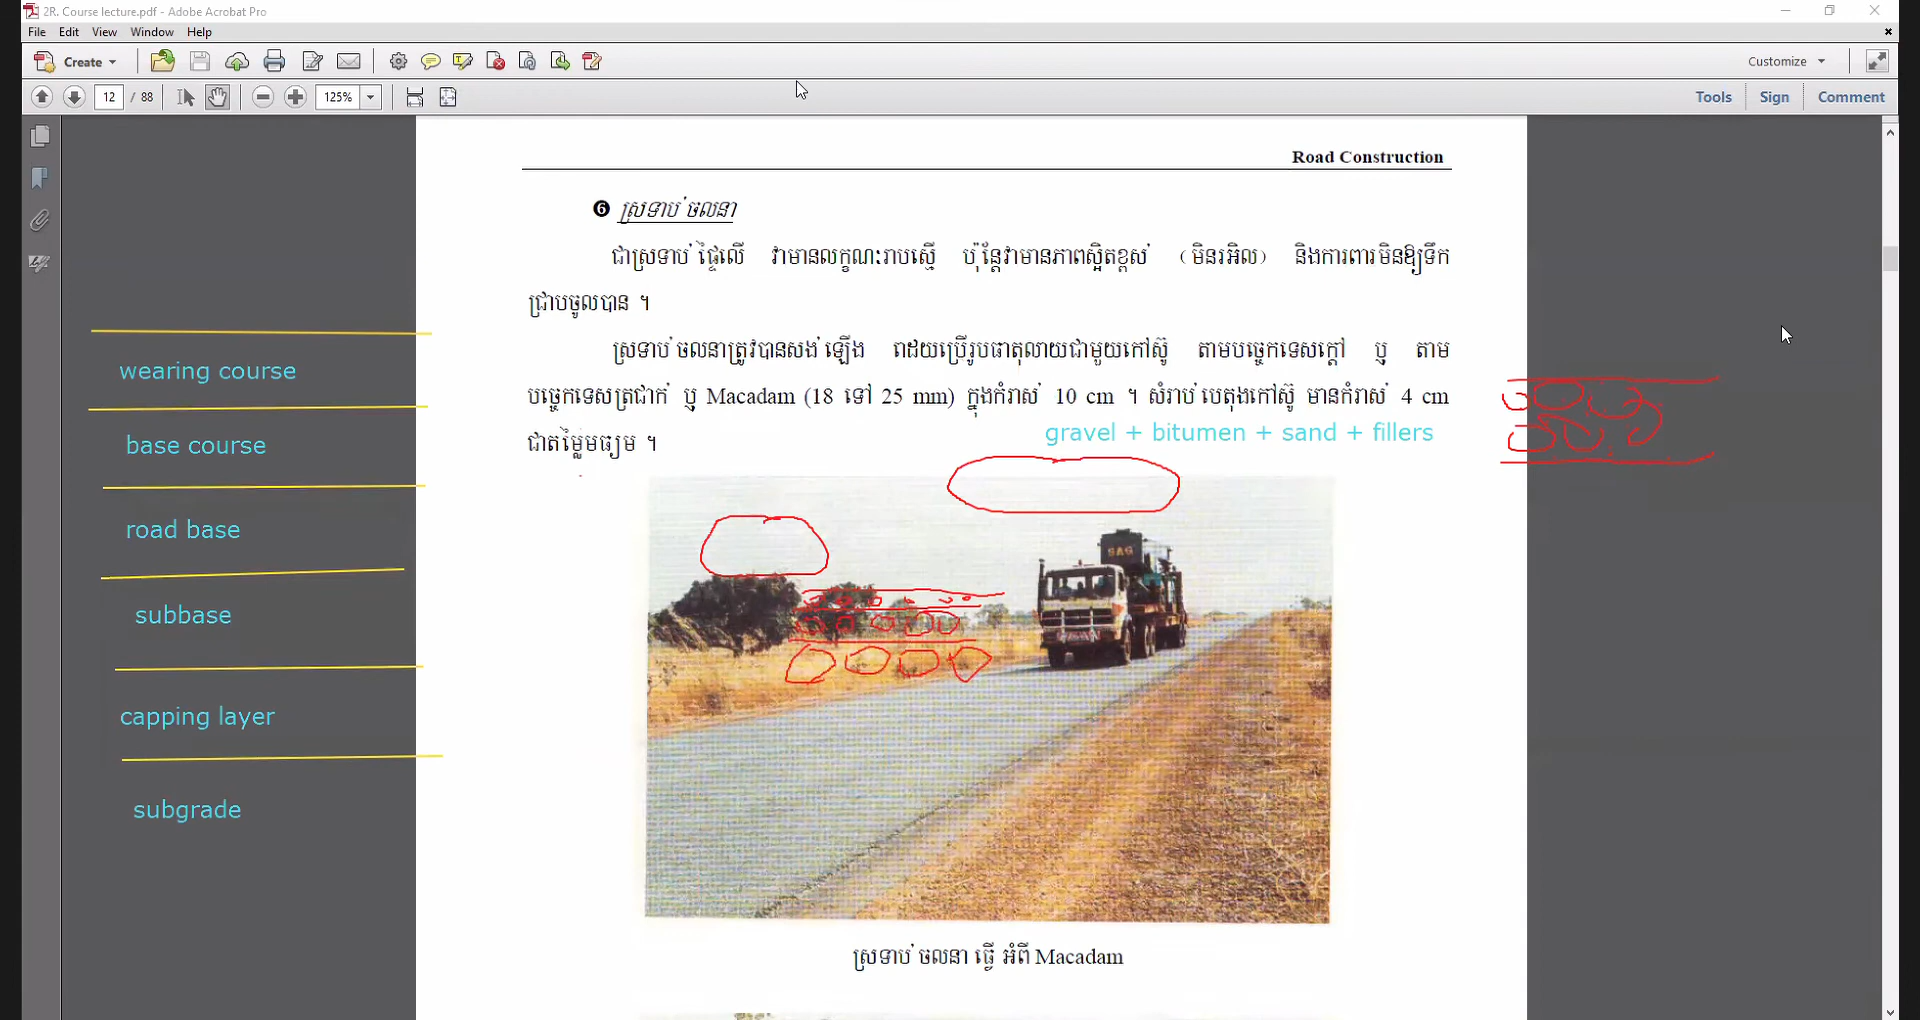 2R. Course lecture.pdf - Adobe Acrobat Pro
File Edit View Window Help
Create
Customize
12 / 88 125%
Tools Sign Comment
Road Construction
❻ ស្រទាប់ ចលនា
ជាស្រទាប់ ផ្ទៃលើ វាមានលក្ខណៈរាបស្មើ ប៉ុន្តែវាមានភាពស្អិតខ្ពស់ (មិនរអិល) និងការពារមិនឱ្យទឹក
ជ្រាបចូលបាន ។
ស្រទាប់ ចលនាត្រូវបានសង់ ឡើង ពដយប្រើរូបធាតុលាយជាមួយកៅស៊ូ តាមបច្ចេកទេសក្តៅ ឬ តាម
បច្ចេកទេសត្រជាក់ ឬ Macadam (18 ទៅ 25 mm) ក្នុងកំរាស់ 10 cm ។ សំរាប់ បេតុងកៅស៊ូ មានកំរាស់ 4 cm
ជាតម្លៃមធ្យម ។
gravel + bitumen + sand + fillers
wearing course
base course
road base
subbase
capping layer
subgrade
SAG
ស្រទាប់ ចលនា ធ្វើ អំពី Macadam